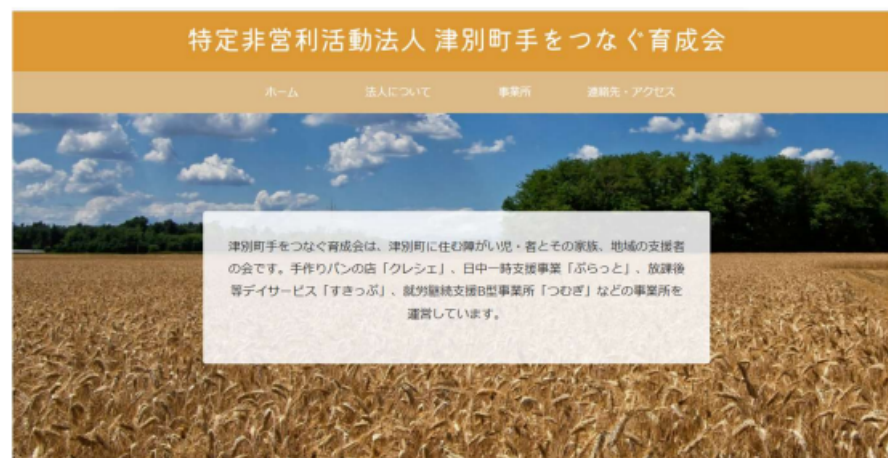 特定非営利活動法人 津別町手をつなぐ育成会
ホーム 法人について 事業所 連絡先・アクセス
津別町手をつなぐ育成会は、津別町に住む障がい児・者とその家族、地域の支援者
の会です。手作りパンの店「クレシェ」、日中一時支援事業「ぷらっと」、放課後
等デイサービス「すきっぷ」、就労継続支援B型事業所「つむぎ」などの事業所を
運営しています。